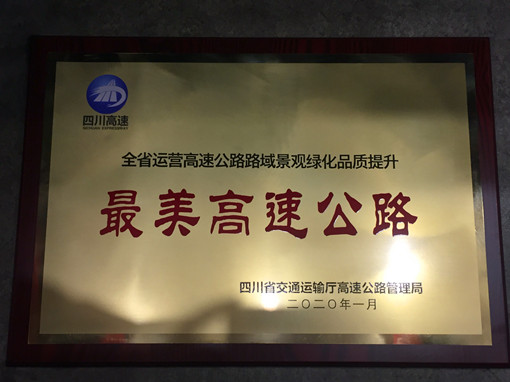 四川高速
SICHUAN EXPRESSWAY
全省运营高速公路路域景观绿化品质提升
最美高速公路
四川省交通运输厅高速公路管理局
二〇二〇年一月